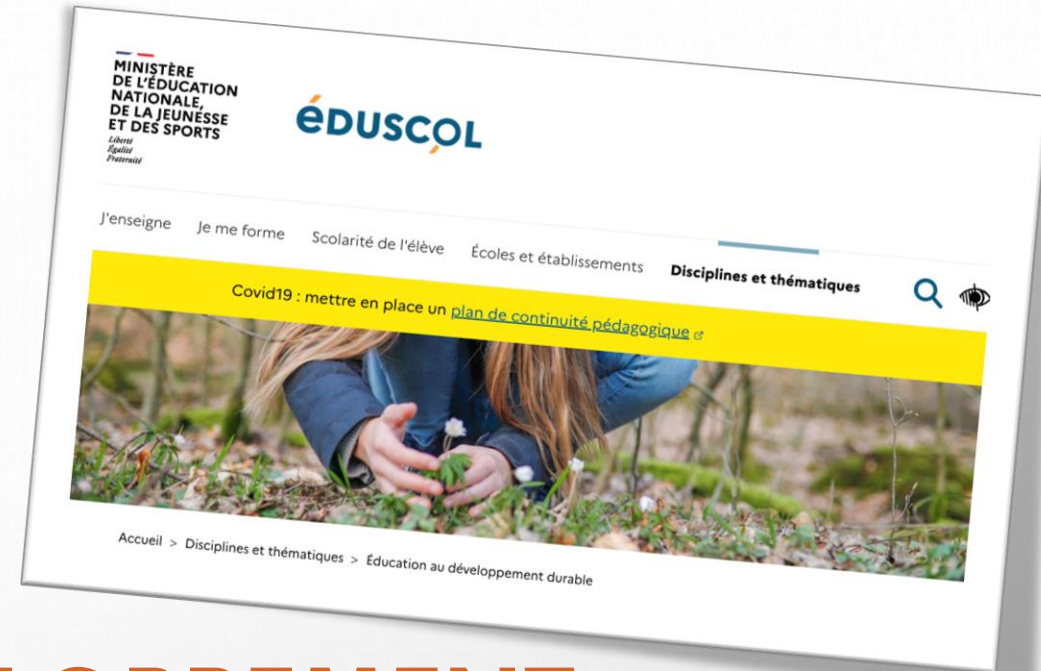 MINISTÈRE
DE L'ÉDUCATION
NATIONALE,
DE LA JEUNESSE
ET DES SPORTS
Liberté
Égalité
Fraternité
éduscol
J'enseigne Je me forme Scolarité de l'élève Écoles et établissements Disciplines et thématiques
Covid19 : mettre en place un plan de continuité pédagogique
Accueil > Disciplines et thématiques > Éducation au développement durable